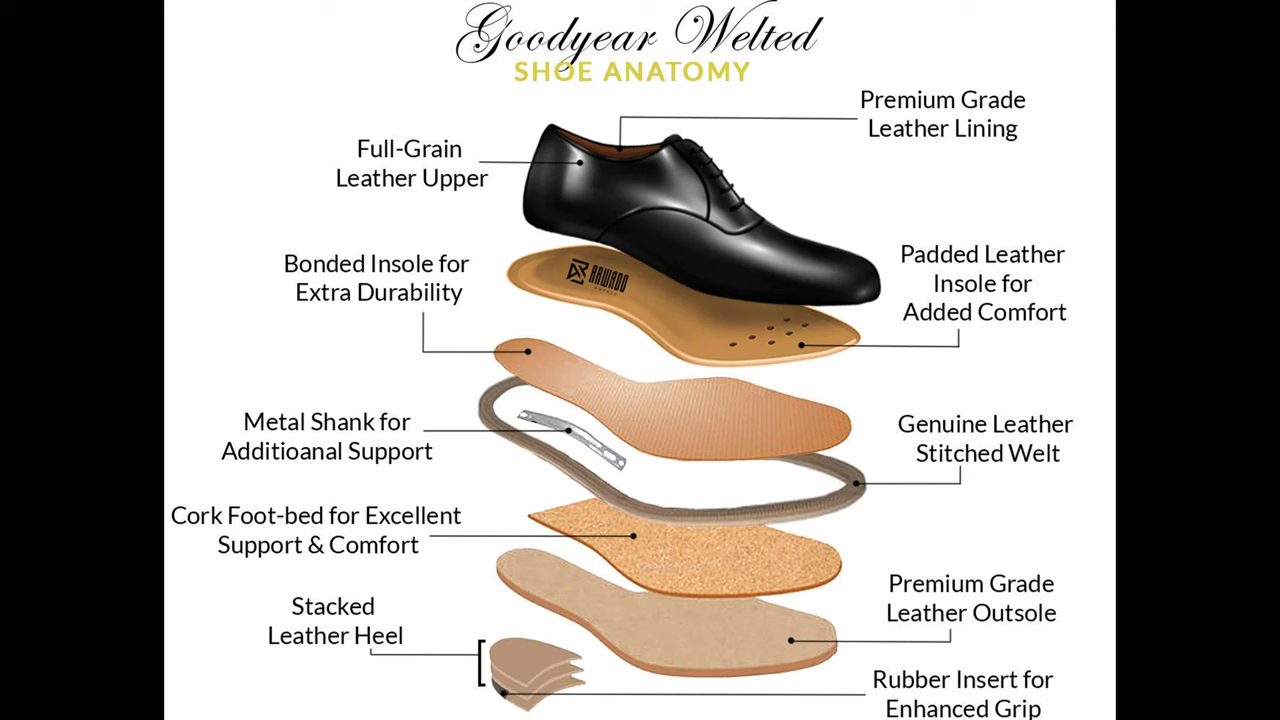 Goodyear Welted
SHOE ANATOMY
Premium Grade
Leather Lining
Full-Grain
Leather Upper
Bonded Insole for
Extra Durability
Padded Leather
Insole for
Added Comfort
ARWADO
Metal Shank for
Additioanal Support
Genuine Leather
Stitched Welt
Cork Foot-bed for Excellent
Support & Comfort
Premium Grade
Leather Outsole
Stacked
Leather Heel
Rubber Insert for
Enhanced Grip